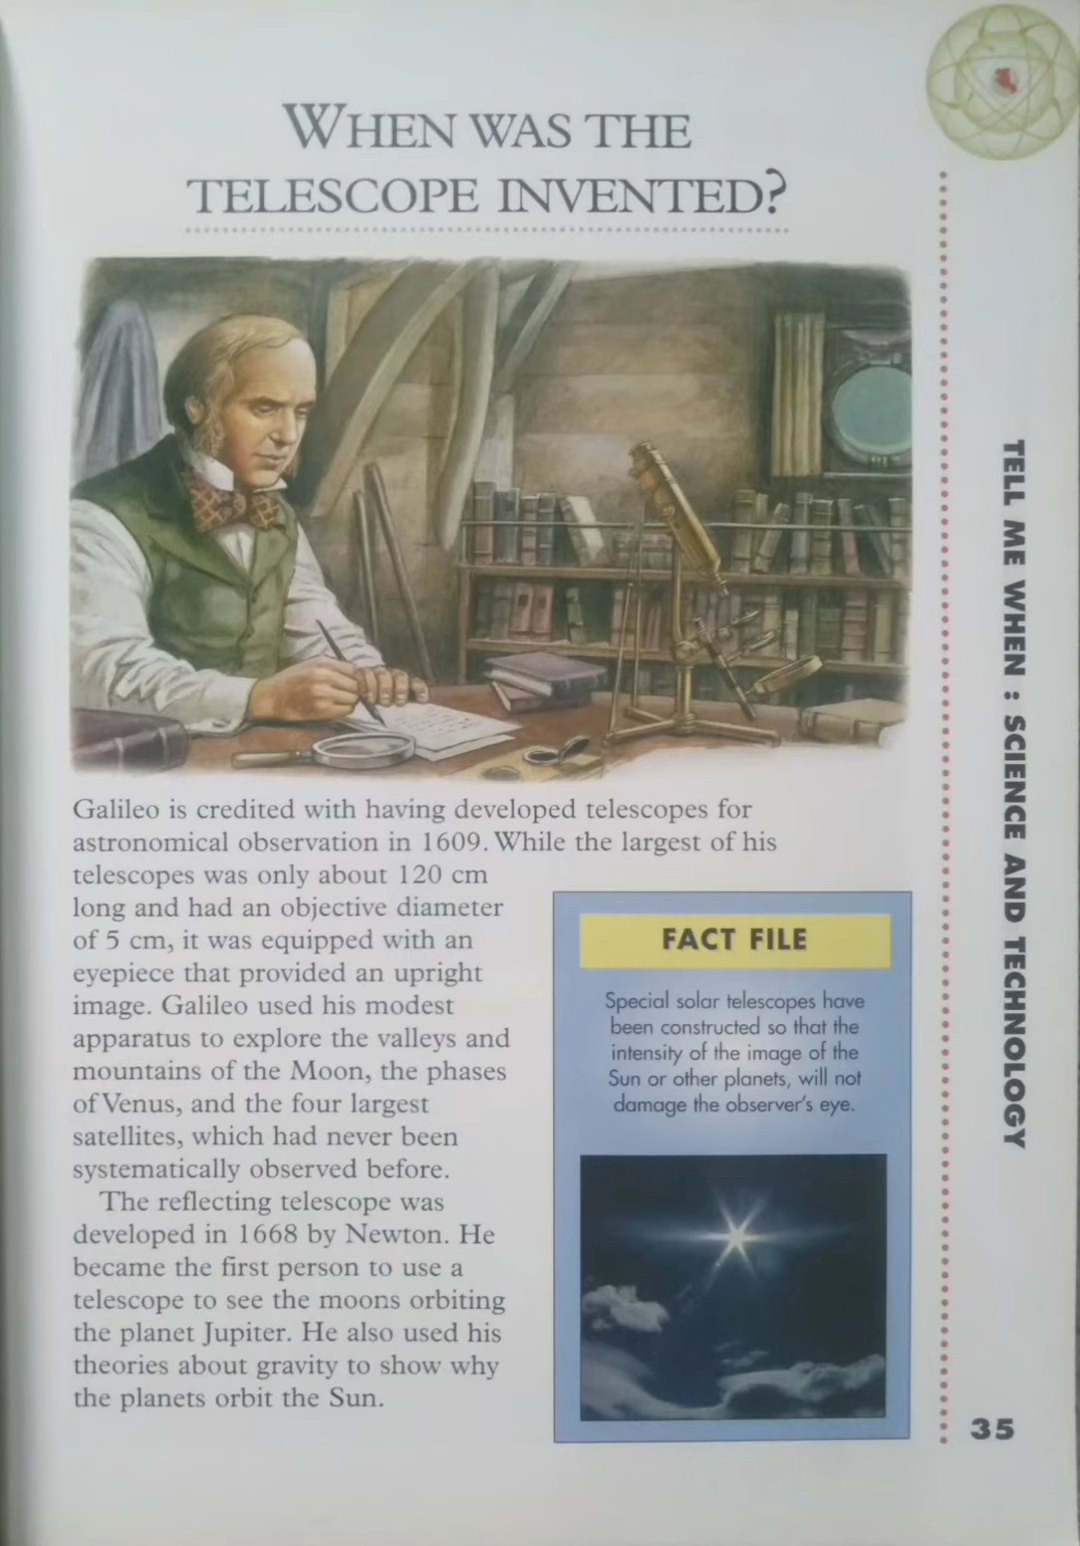 WHEN WAS THE
TELESCOPE INVENTED?
Galileo is credited with having developed telescopes for
astronomical observation in 1609. While the largest of his
telescopes was only about 120 cm
long and had an objective diameter
of 5 cm, it was equipped with an
eyepiece that provided an upright
image. Galileo used his modest
apparatus to explore the valleys and
mountains of the Moon, the phases
of Venus, and the four largest
satellites, which had never been
systematically observed before.
The reflecting telescope was
developed in 1668 by Newton. He
became the first person to use a
telescope to see the moons orbiting
the planet Jupiter. He also used his
theories about gravity to show why
the planets orbit the Sun.
FACT FILE
Special solar telescopes have
been constructed so that the
intensity of the image of the
Sun or other planets, will not
damage the observer's eye.
TELL ME WHEN : SCIENCE AND TECHNOLOGY
35